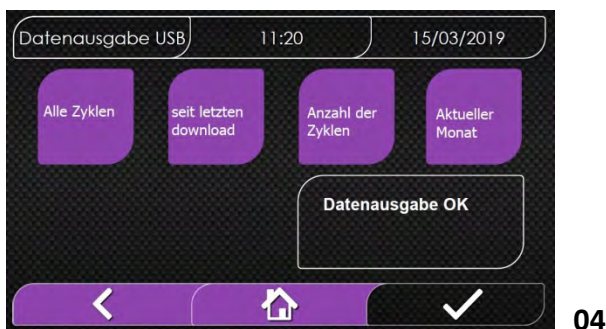 Datenausgabe USB 11:20 15/03/2019
Alle Zyklen
seit letzten
download
Anzahl der
Zyklen
Aktueller
Monat
Datenausgabe OK
04